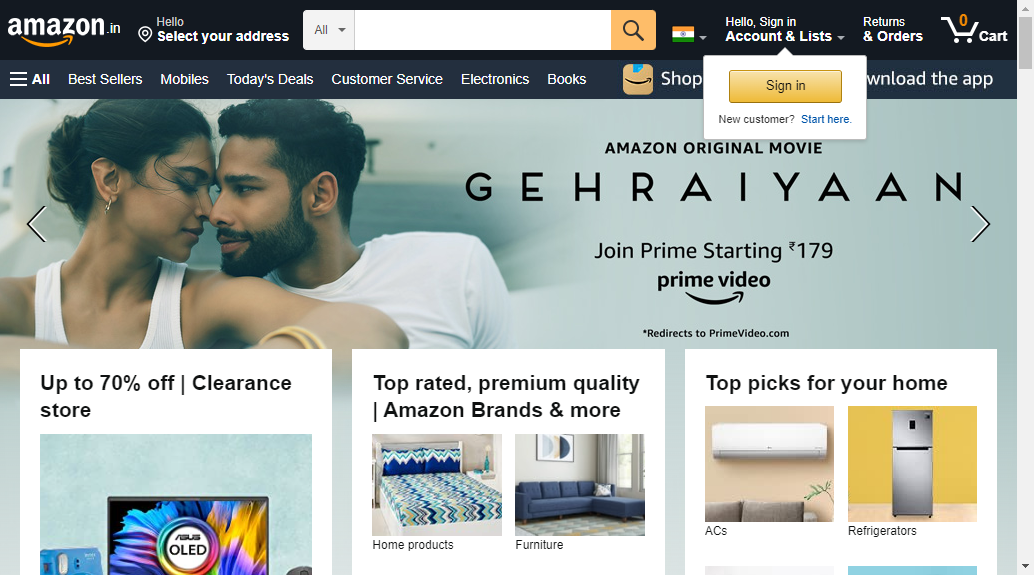 amazon.in
Hello
Select your address
All
Hello, Sign in
Account & Lists
Returns
& Orders
0
Cart
All
Best Sellers
Mobiles
Today's Deals
Customer Service
Electronics
Books
Shop
wnload the app
Sign in
New customer? Start here.
AMAZON ORIGINAL MOVIE
GEHRAIYAAN
Join Prime Starting ₹179
prime video
*Redirects to PrimeVideo.com
Up to 70% off | Clearance
store
ASUS
OLED
Top rated, premium quality
| Amazon Brands & more
Home products
Furniture
Top picks for your home
ACs
Refrigerators